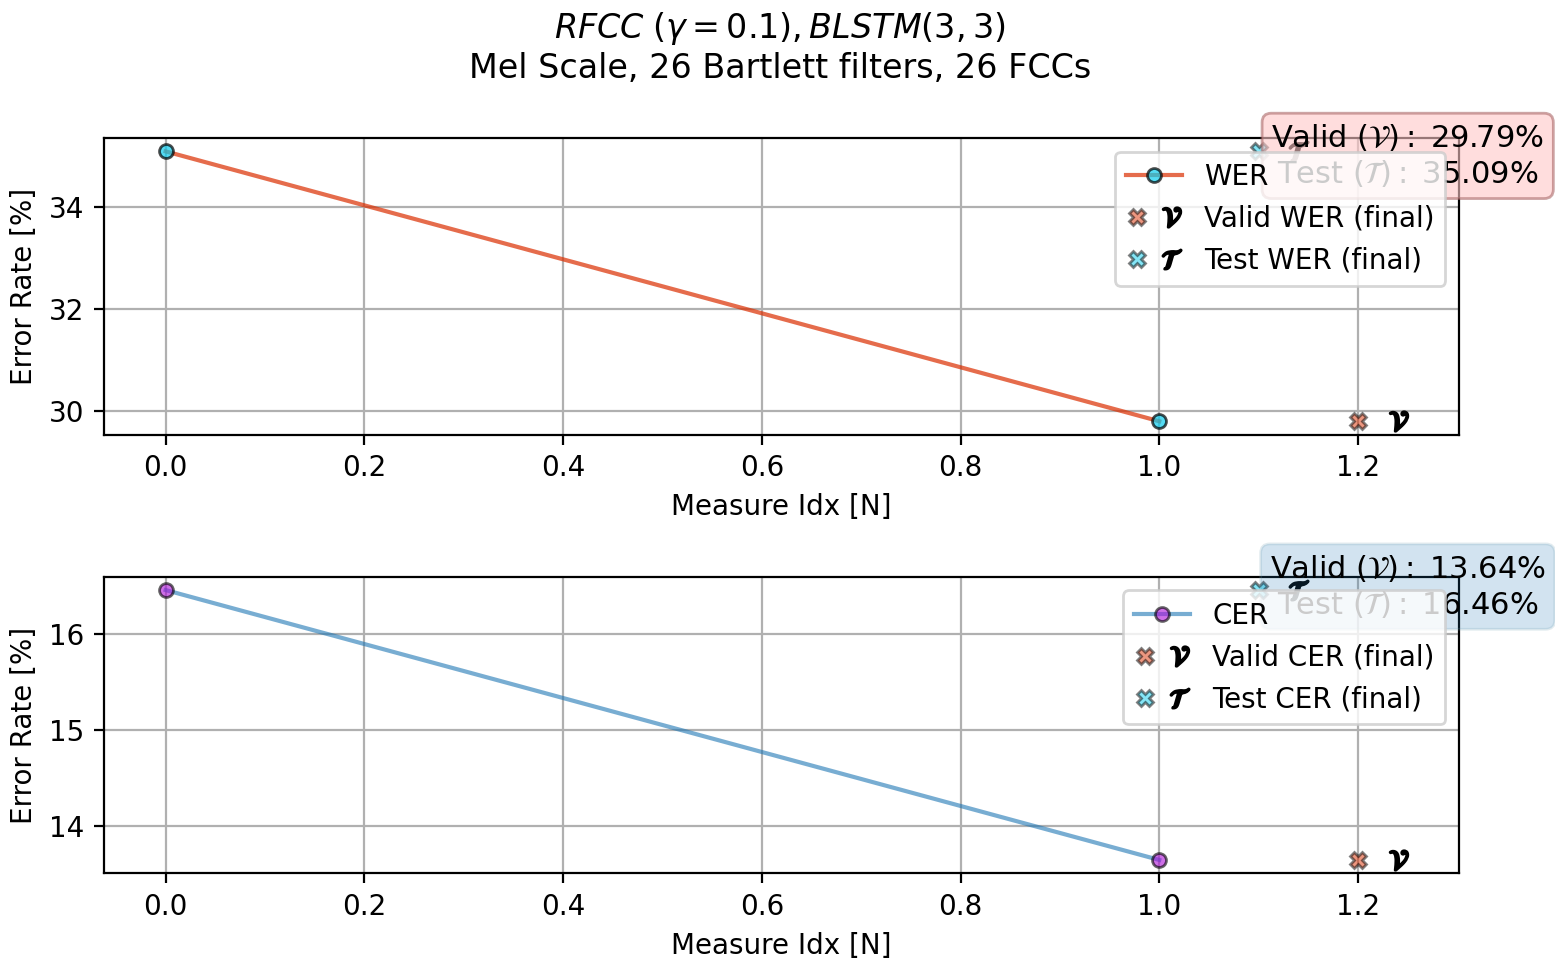 RFCC (γ = 0.1), BLSTM(3, 3)
Mel Scale, 26 Bartlett filters, 26 FCCs
Valid (𝒱) : 29.79%
Test (𝒯) : 35.09%
𝒯
WER
𝒱 Valid WER (final)
𝒯 Test WER (final)
Error Rate [%]
34
32
30
𝒱
0.0 0.2 0.4 0.6 0.8 1.0 1.2
Measure Idx [N]
Valid (𝒱) : 13.64%
Test (𝒯) : 16.46%
𝒯
CER
𝒱 Valid CER (final)
𝒯 Test CER (final)
Error Rate [%]
16
15
14
𝒱
0.0 0.2 0.4 0.6 0.8 1.0 1.2
Measure Idx [N]